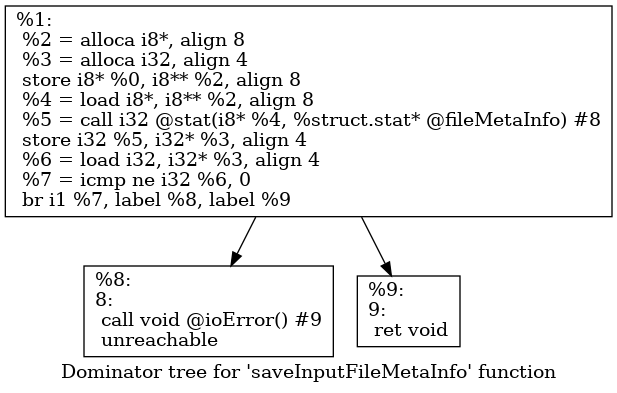 %1:
%2 = alloca i8*, align 8
%3 = alloca i32, align 4
store i8* %0, i8** %2, align 8
%4 = load i8*, i8** %2, align 8
%5 = call i32 @stat(i8* %4, %struct.stat* @fileMetaInfo) #8
store i32 %5, i32* %3, align 4
%6 = load i32, i32* %3, align 4
%7 = icmp ne i32 %6, 0
br i1 %7, label %8, label %9
%8:
8:
call void @ioError() #9
unreachable
%9:
9:
ret void
Dominator tree for 'saveInputFileMetaInfo' function